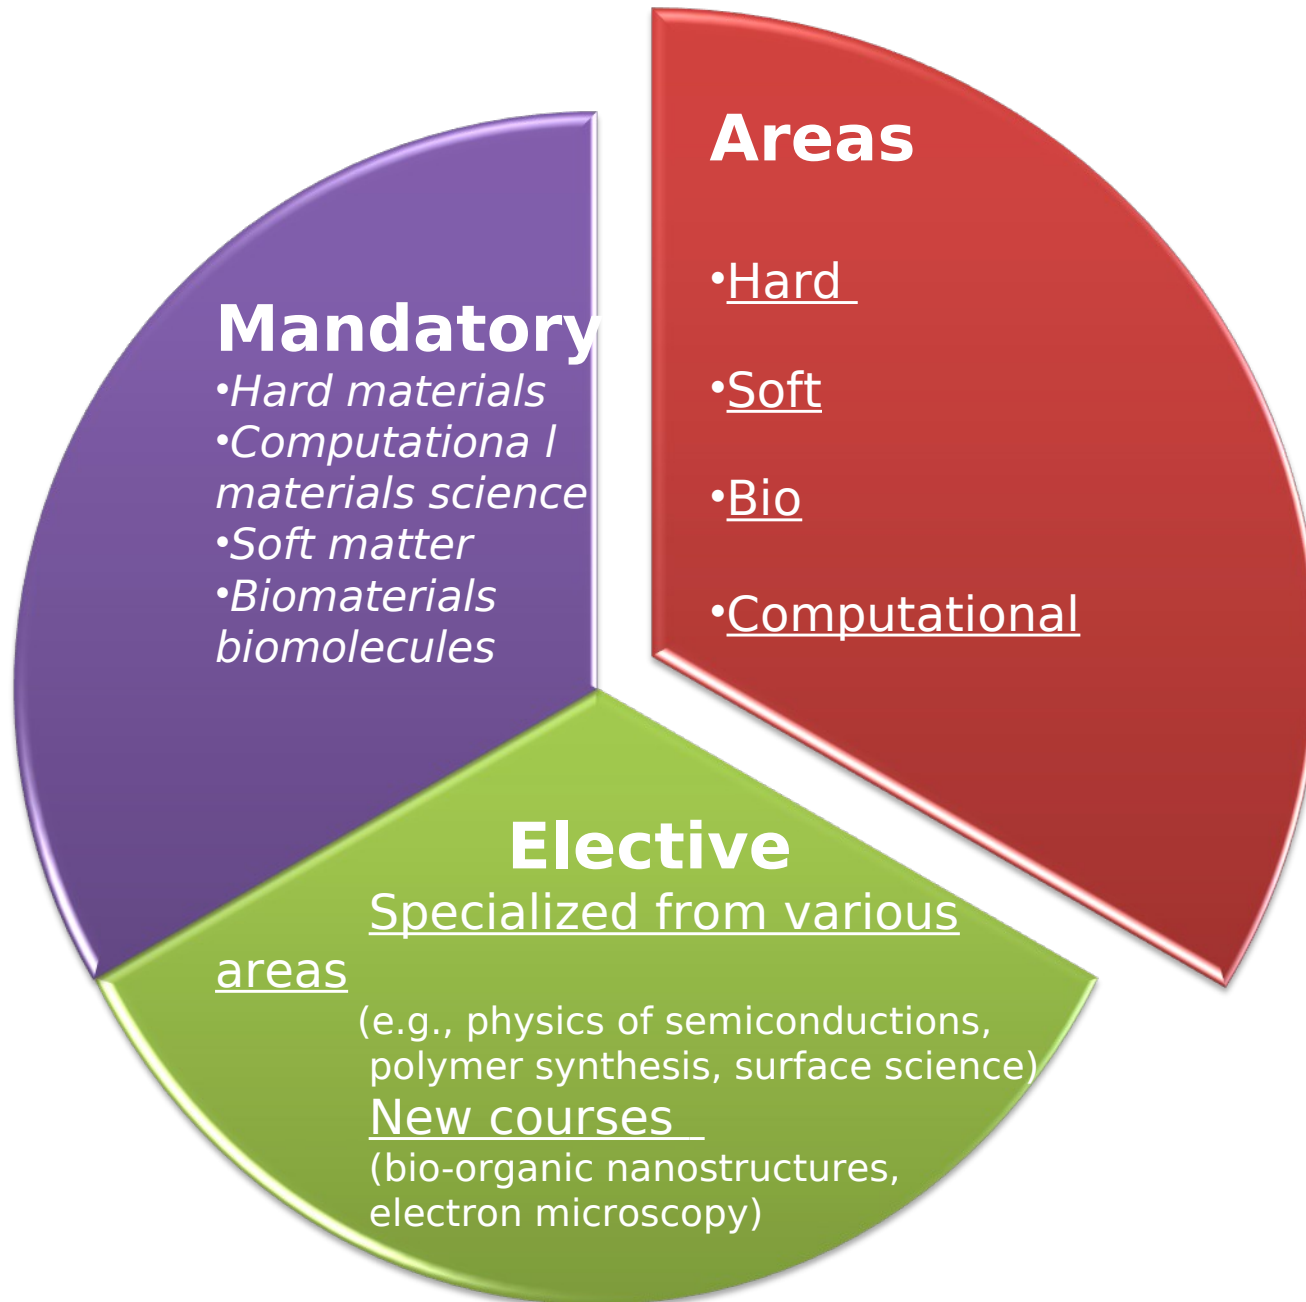 Areas
•Hard
•Soft
•Bio
•Computational
Mandatory
•Hard materials
•Computationa l
materials science
•Soft matter
•Biomaterials
biomolecules
Elective
Specialized from various
areas
(e.g., physics of semiconductions,
polymer synthesis, surface science)
New courses
(bio-organic nanostructures,
electron microscopy)